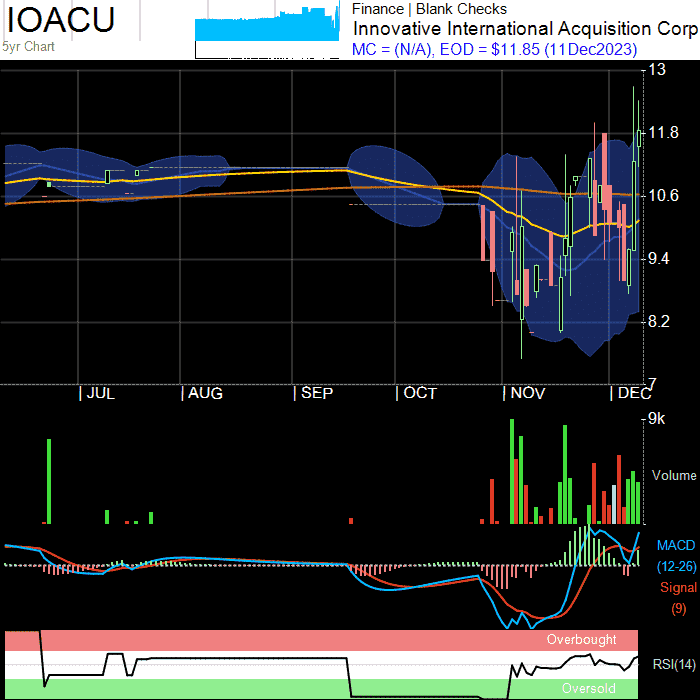 IOACU
5yr Chart
Finance | Blank Checks
Innovative International Acquisition Corp
MC = (N/A), EOD = $11.85 (11Dec2023)
13
11.8
10.6
9.4
8.2
7
| JUL | AUG | SEP | OCT | NOV | DEC
9k
Volume
MACD
(12-26)
Signal
(9)
Overbought
RSI(14)
Oversold